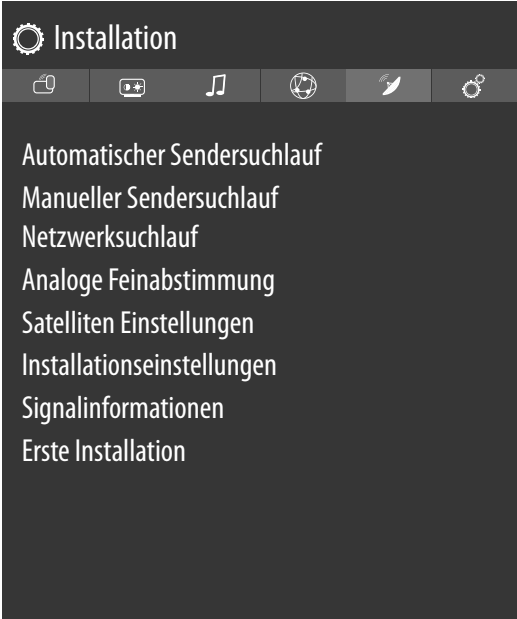 Installation
Automatischer Sendersuchlauf
Manueller Sendersuchlauf
Netzwerksuchlauf
Analoge Feinabstimmung
Satelliten Einstellungen
Installationseinstellungen
Signalinformationen
Erste Installation